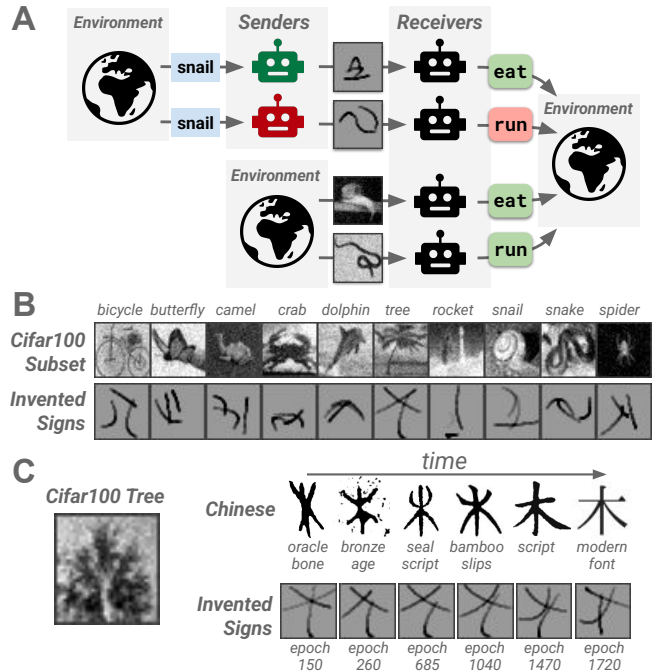 A
Environment
Senders
Receivers
snail
eat
snail
run
Environment
Environment
eat
run
B
bicycle butterfly camel crab dolphin tree rocket snail snake spider
Cifar100
Subset
Invented
Signs
C
time
Cifar100 Tree
Chinese
木
oracle bronze seal bamboo script modern
bone age script slips font
Invented
Signs
epoch epoch epoch epoch epoch epoch
150 260 685 1040 1470 1720